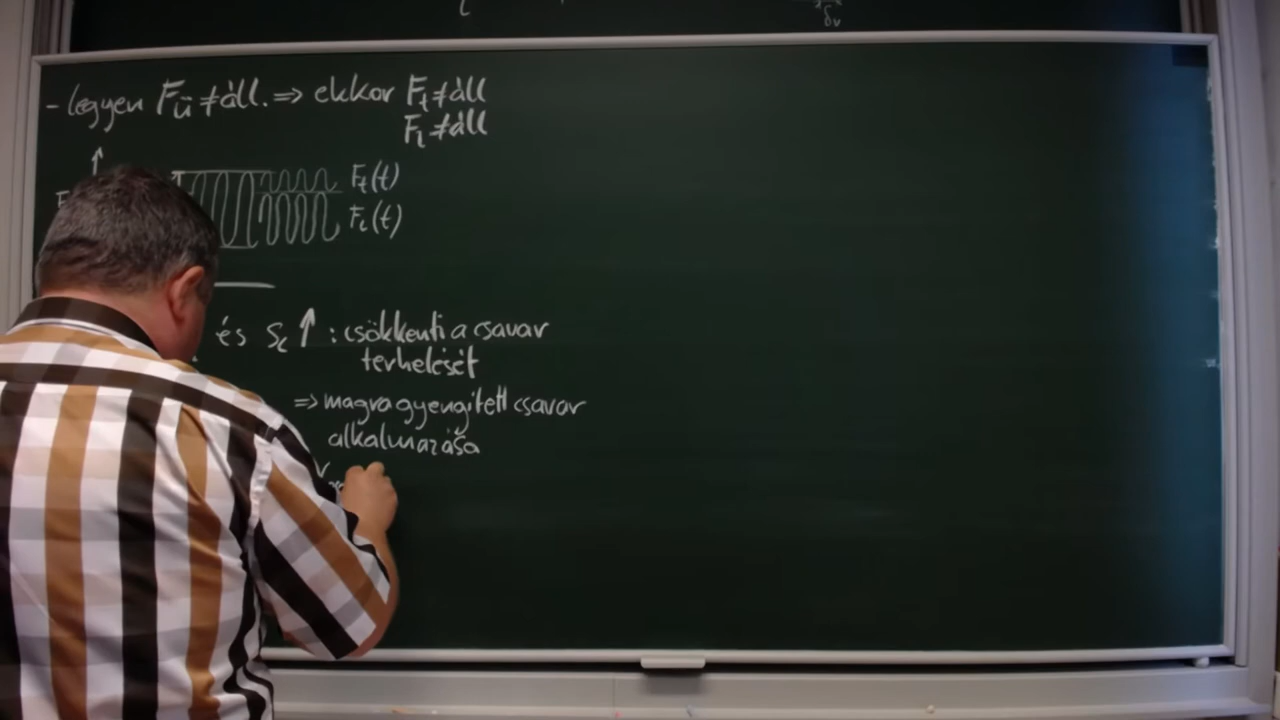 - legyen Fü ≠ áll. ⇒ ekkor Ft ≠ áll
Fl ≠ áll
Ft(t)
Fl(t)
és Sc ↑ : csökkenti a csavar
terhelését
⇒ magragyengített csavar
alkalmazása